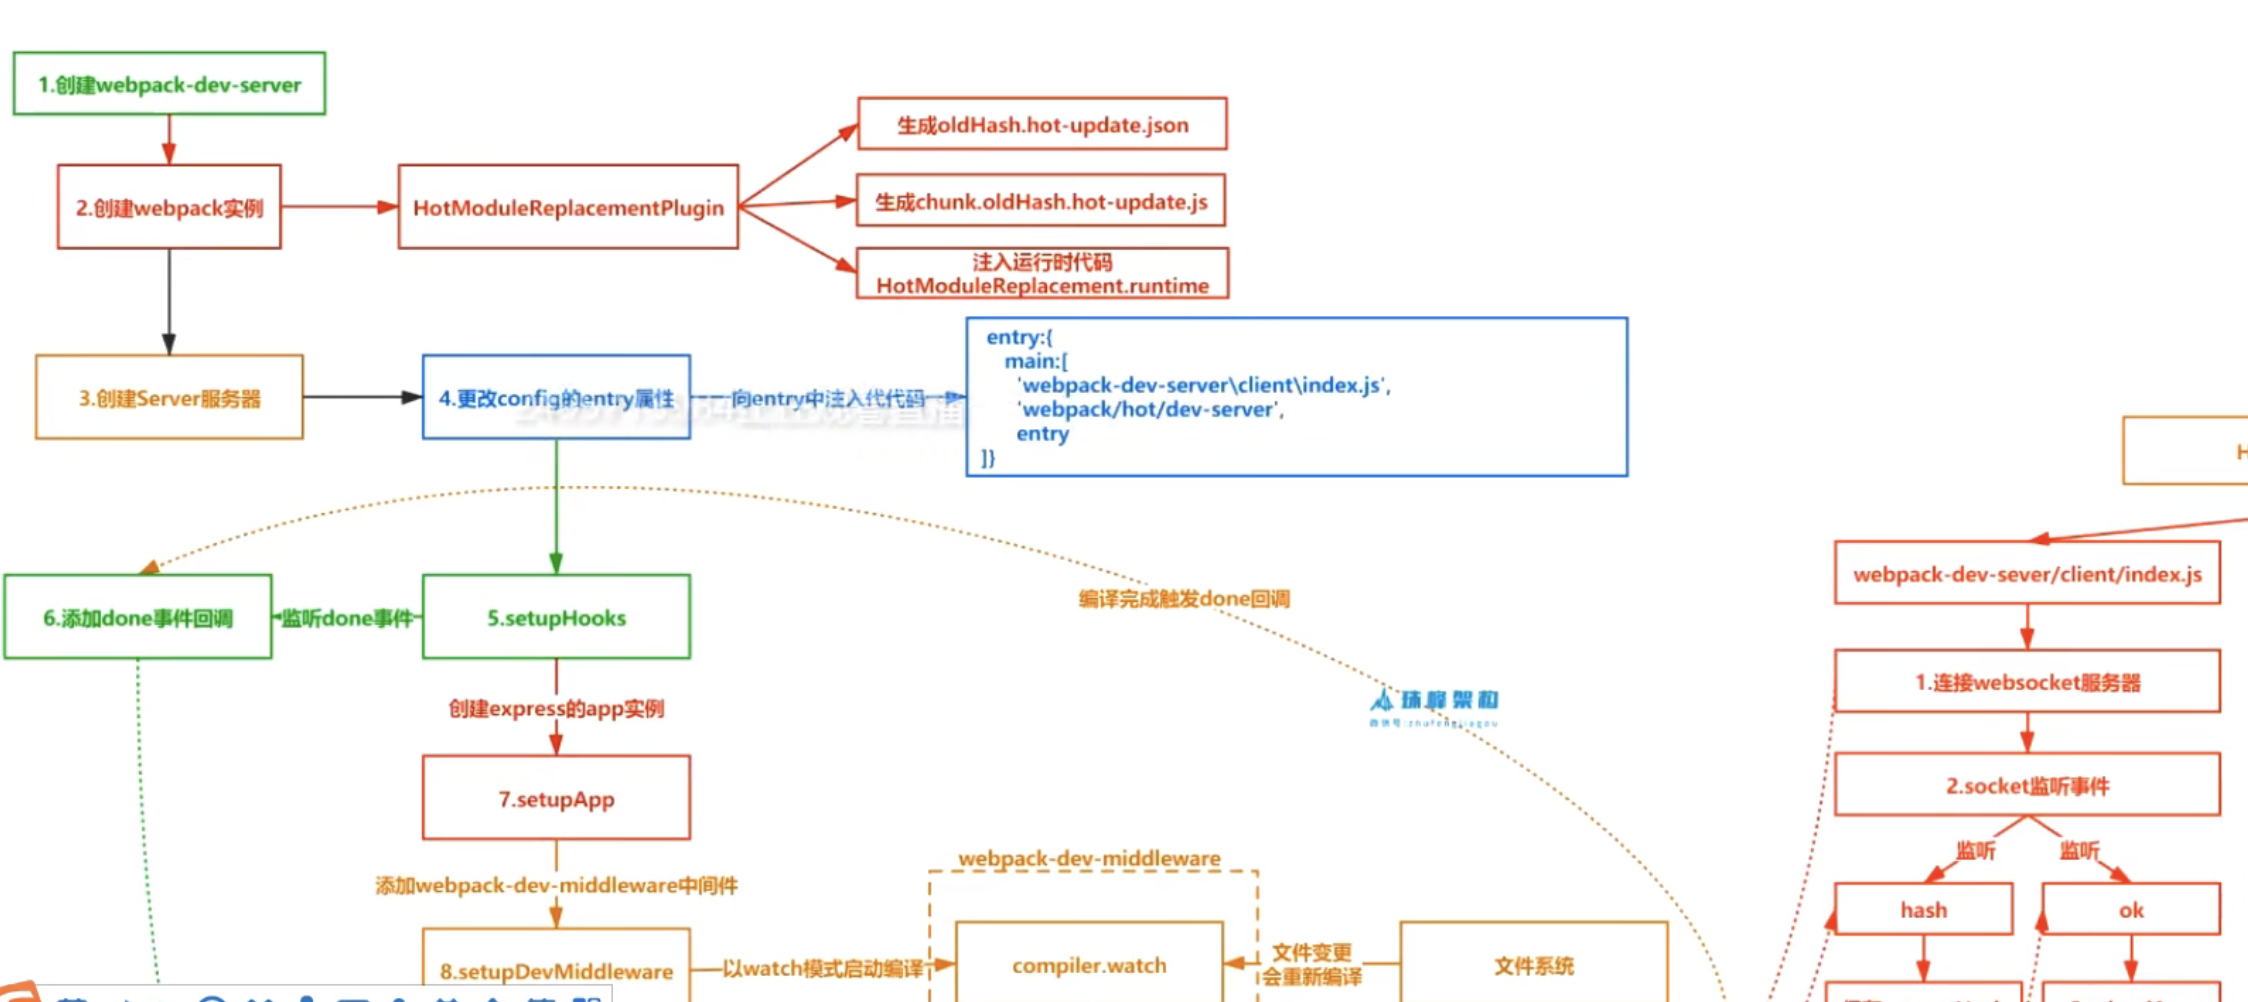 1.创建webpack-dev-server
2.创建webpack实例
HotModuleReplacementPlugin
生成oldHash.hot-update.json
生成chunk.oldHash.hot-update.js
注入运行时代码
HotModuleReplacement.runtime
3.创建Server服务器
4.更改config的entry属性
向entry中注入代代码
entry:{
main:[
'webpack-dev-server\client\index.js',
'webpack/hot/dev-server',
entry
]}
webpack-dev-sever/client/index.js
6.添加done事件回调
监听done事件
5.setupHooks
编译完成触发done回调
1.连接websocket服务器
创建express的app实例
珠峰架构
微信号:zhufengjiagou
7.setupApp
2.socket监听事件
监听
监听
添加webpack-dev-middleware中间件
webpack-dev-middleware
hash
ok
8.setupDevMiddleware
以watch模式启动编译
compiler.watch
文件变更
会重新编译
文件系统